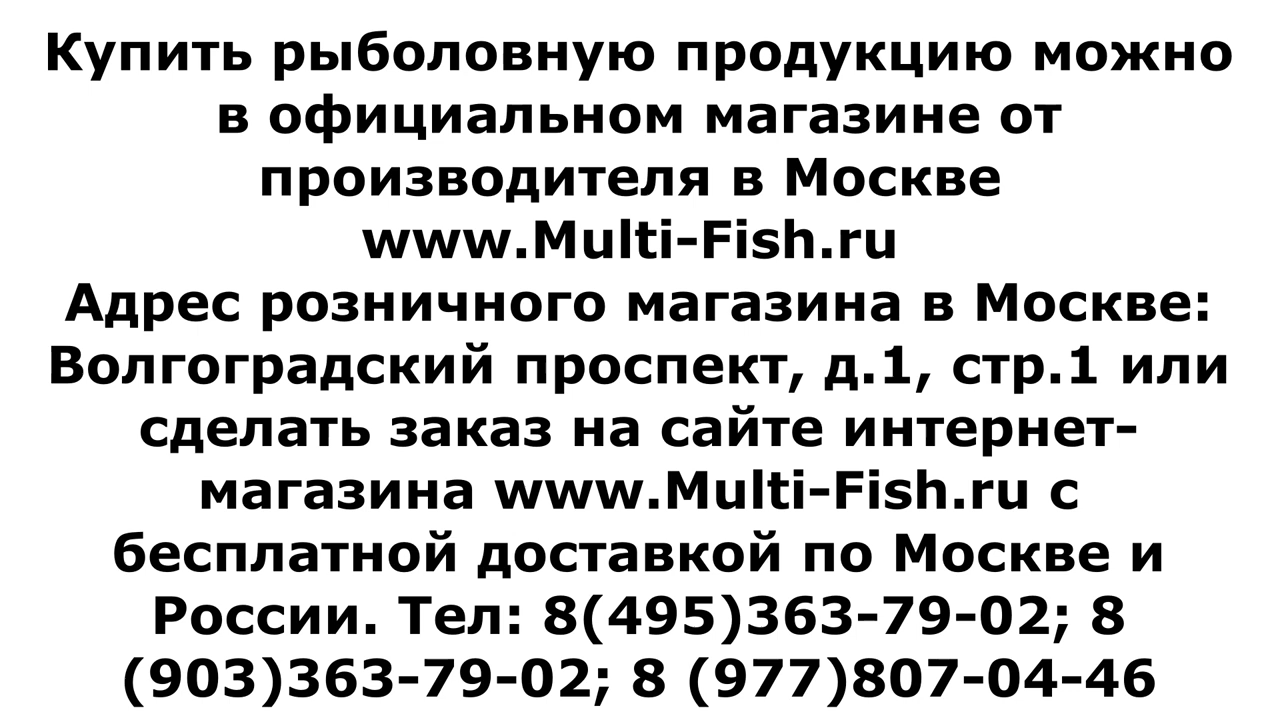 Купить рыболовную продукцию можно
в официальном магазине от
производителя в Москве
www.Multi-Fish.ru
Адрес розничного магазина в Москве:
Волгоградский проспект, д.1, стр.1 или
сделать заказ на сайте интернет-
магазина www.Multi-Fish.ru с
бесплатной доставкой по Москве и
России. Тел: 8(495)363-79-02; 8
(903)363-79-02; 8 (977)807-04-46